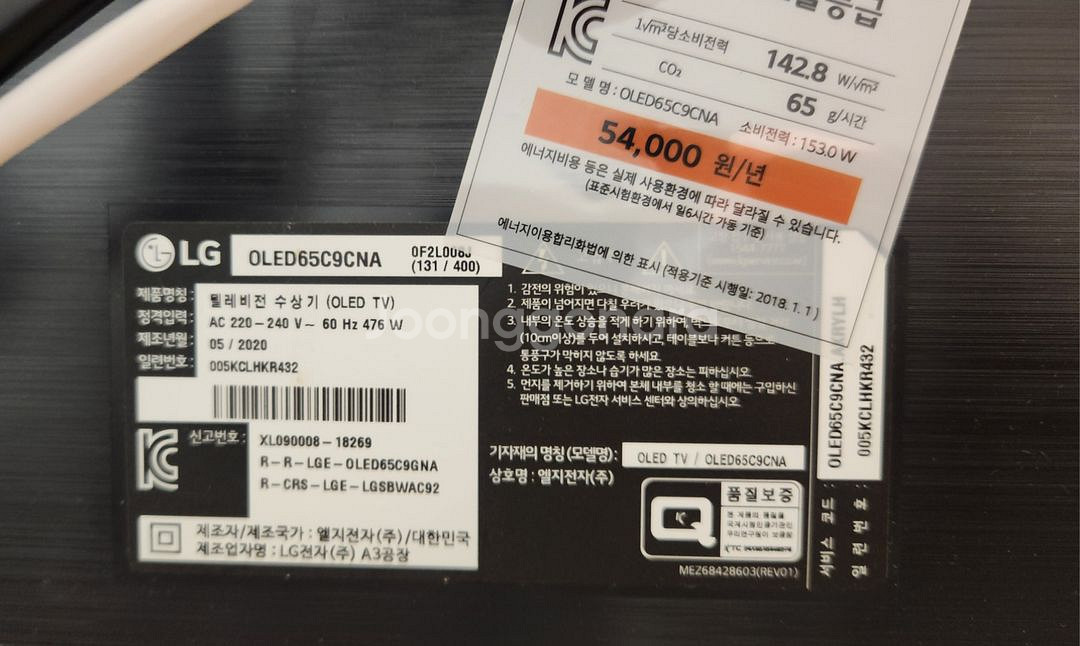 1√m²당소비전력 142.8 W/√m²
CO₂ 65 g/시간
모델명 : OLED65C9CNA 소비전력 : 153.0 W
54,000 원/년
에너지비용 등은 실제 사용환경에 따라 달라질 수 있습니다.
(표준시험환경에서 일6시간 가동 기준)
에너지이용합리화법에 의한 표시 (적용기준 시행일: 2018. 1. 1)
LG OLED65C9CNA
(131 / 400)
제품명칭 : 텔레비전 수상기 (OLED TV)
정격입력 : AC 220-240 V~ 60 Hz 476 W
제조년월 : 05 / 2020
일련번호 : 005KCLHKR432
신고번호 : XL090008-18269
R-R-LGE-OLED65C9GNA
R-CRS-LGE-LGSBWAC92
제조자/제조국가 : 엘지전자(주)/대한민국
제조업자명 : LG전자(주) A3공장
1. 감전의 위험이
2. 제품이 넘어지면 다칠
3. 내부의 온도 상승을 적게 하기 위하여,
(10cm이상)를 두어 설치하시고, 테이블보나 커튼 등으로
통풍구가 막히지 않도록 하세요.
4. 온도가 높은 장소나 습기가 많은 장소는 피하십시오.
5. 먼지를 제거하기 위하여 본체 내부를 청소 할 때에는 구입하신
판매점 또는 LG전자 서비스 센터와 상의하십시오.
기자재의 명칭(모델명): OLED TV / OLED65C9CNA
상호명 : 엘지전자(주)
Q 품질보증
MEZ68428603(REV01)
서비스 코드 : OLED65C9CNA
일 련 번 호 : 005KCLHKR432